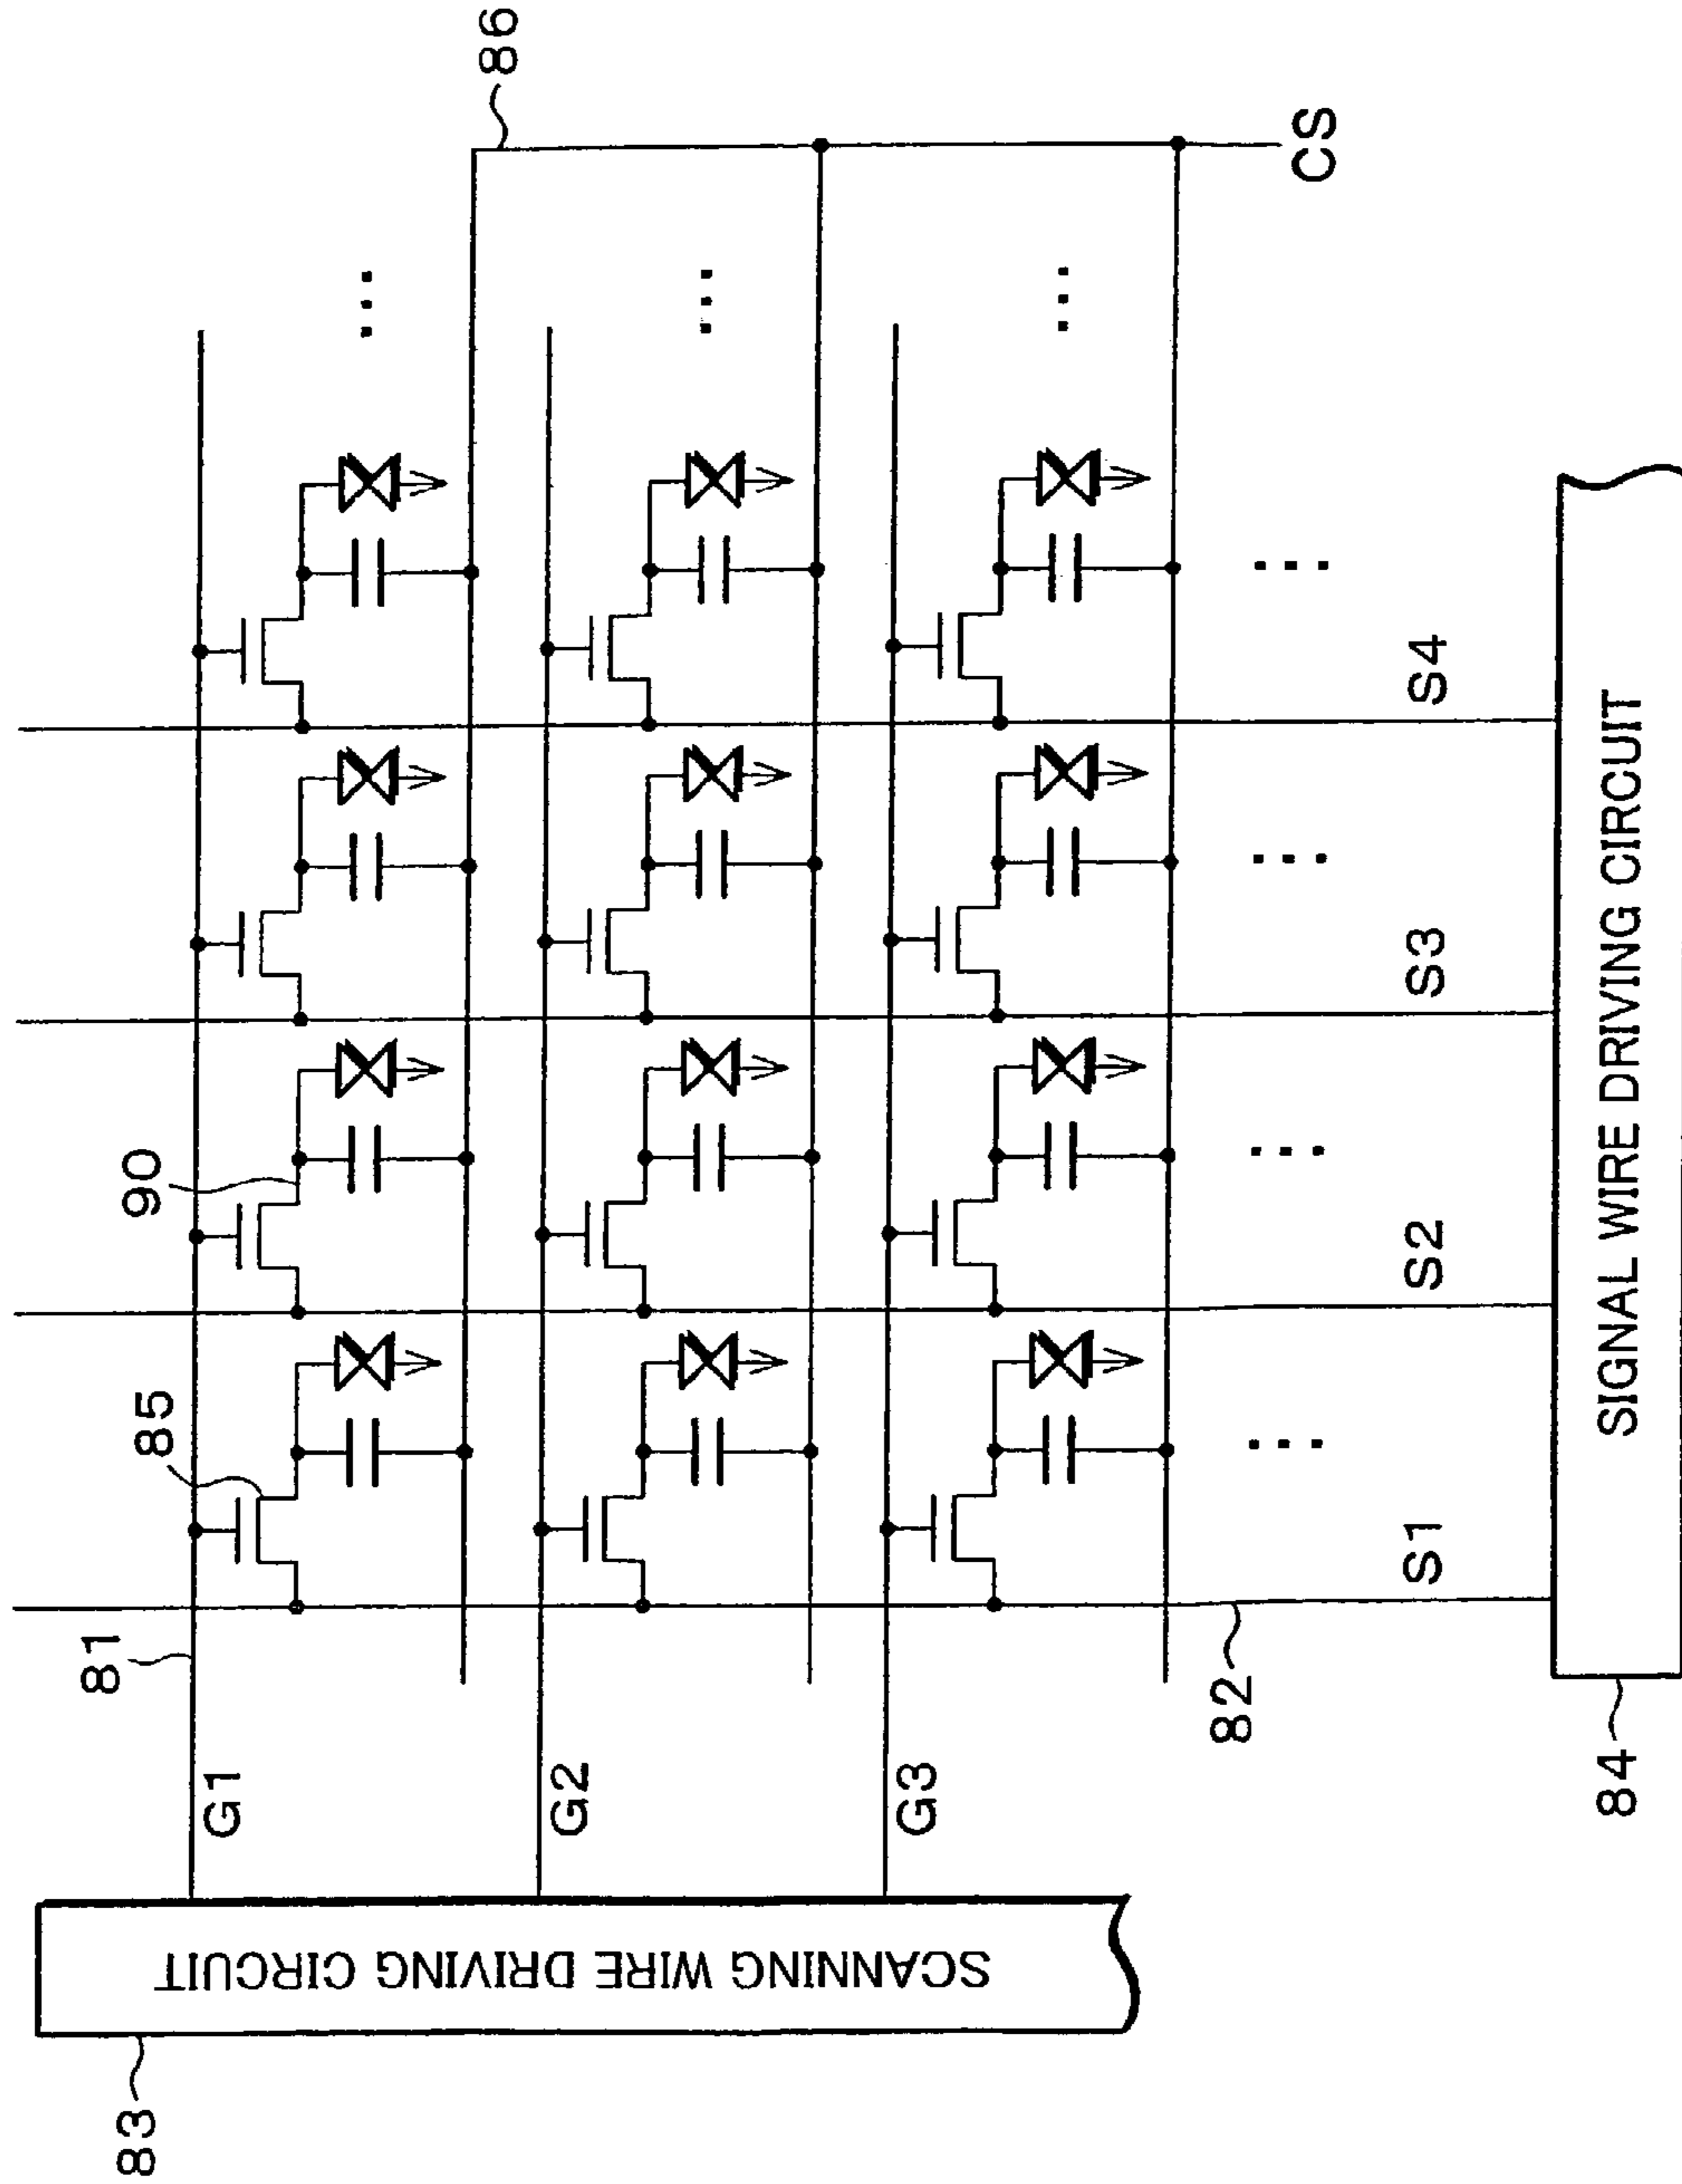 86
CS
90
85
81
G1
G2
G3
S1
S2
S3
S4
82
83
SCANNING WIRE DRIVING CIRCUIT
84
SIGNAL WIRE DRIVING CIRCUIT